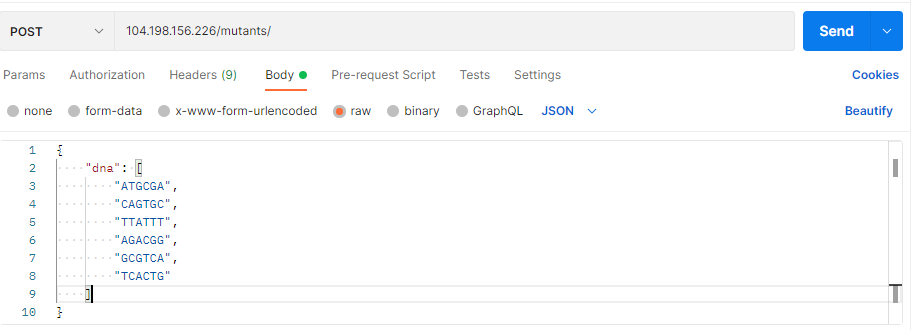 POST 104.198.156.226/mutants/ Send
Params Authorization Headers (9) Body Pre-request Script Tests Settings Cookies
none form-data x-www-form-urlencoded raw binary GraphQL JSON Beautify
1 {
2 "dna": [
3 "ATGCGA",
4 "CAGTGC",
5 "TTATTT",
6 "AGACGG",
7 "GCGTCA",
8 "TCACTG"
9 ]
10 }